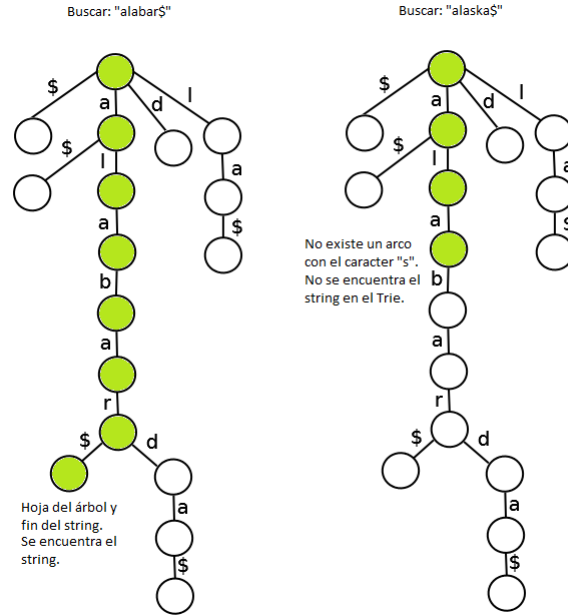 Buscar: "alabar$"
Buscar: "alaska$"
$
a
d
l
$
l
a
$
a
b
a
r
$
d
a
$
Hoja del árbol y
fin del string.
Se encuentra el
string.
$
a
d
l
$
l
a
$
a
No existe un arco
con el caracter "s".
No se encuentra el
string en el Trie.
b
a
r
$
d
a
$